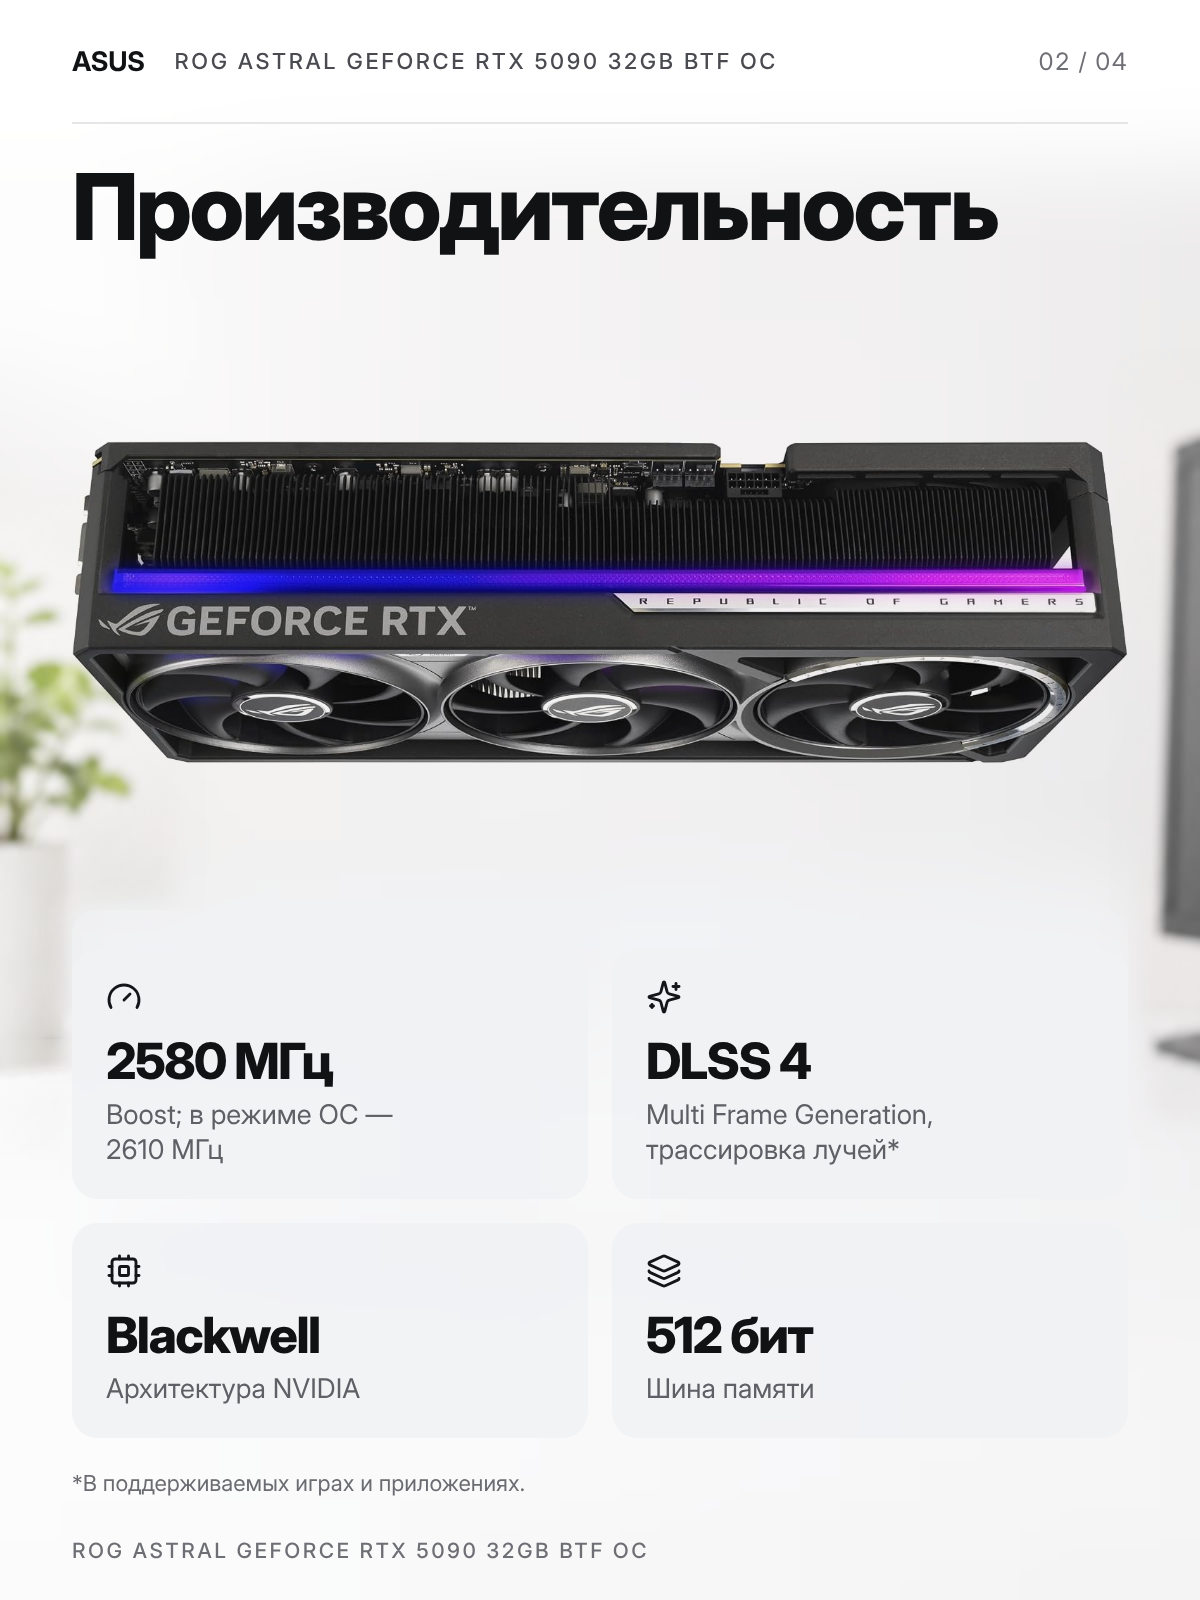 ASUS ROG ASTRAL GEFORCE RTX 5090 32GB BTF OC 02 / 04
Производительность
REPUBLIC OF GAMERS
GEFORCE RTX™
2580 МГц
Boost; в режиме OC —
2610 МГц
DLSS 4
Multi Frame Generation,
трассировка лучей*
Blackwell
Архитектура NVIDIA
512 бит
Шина памяти
*В поддерживаемых играх и приложениях.
ROG ASTRAL GEFORCE RTX 5090 32GB BTF OC